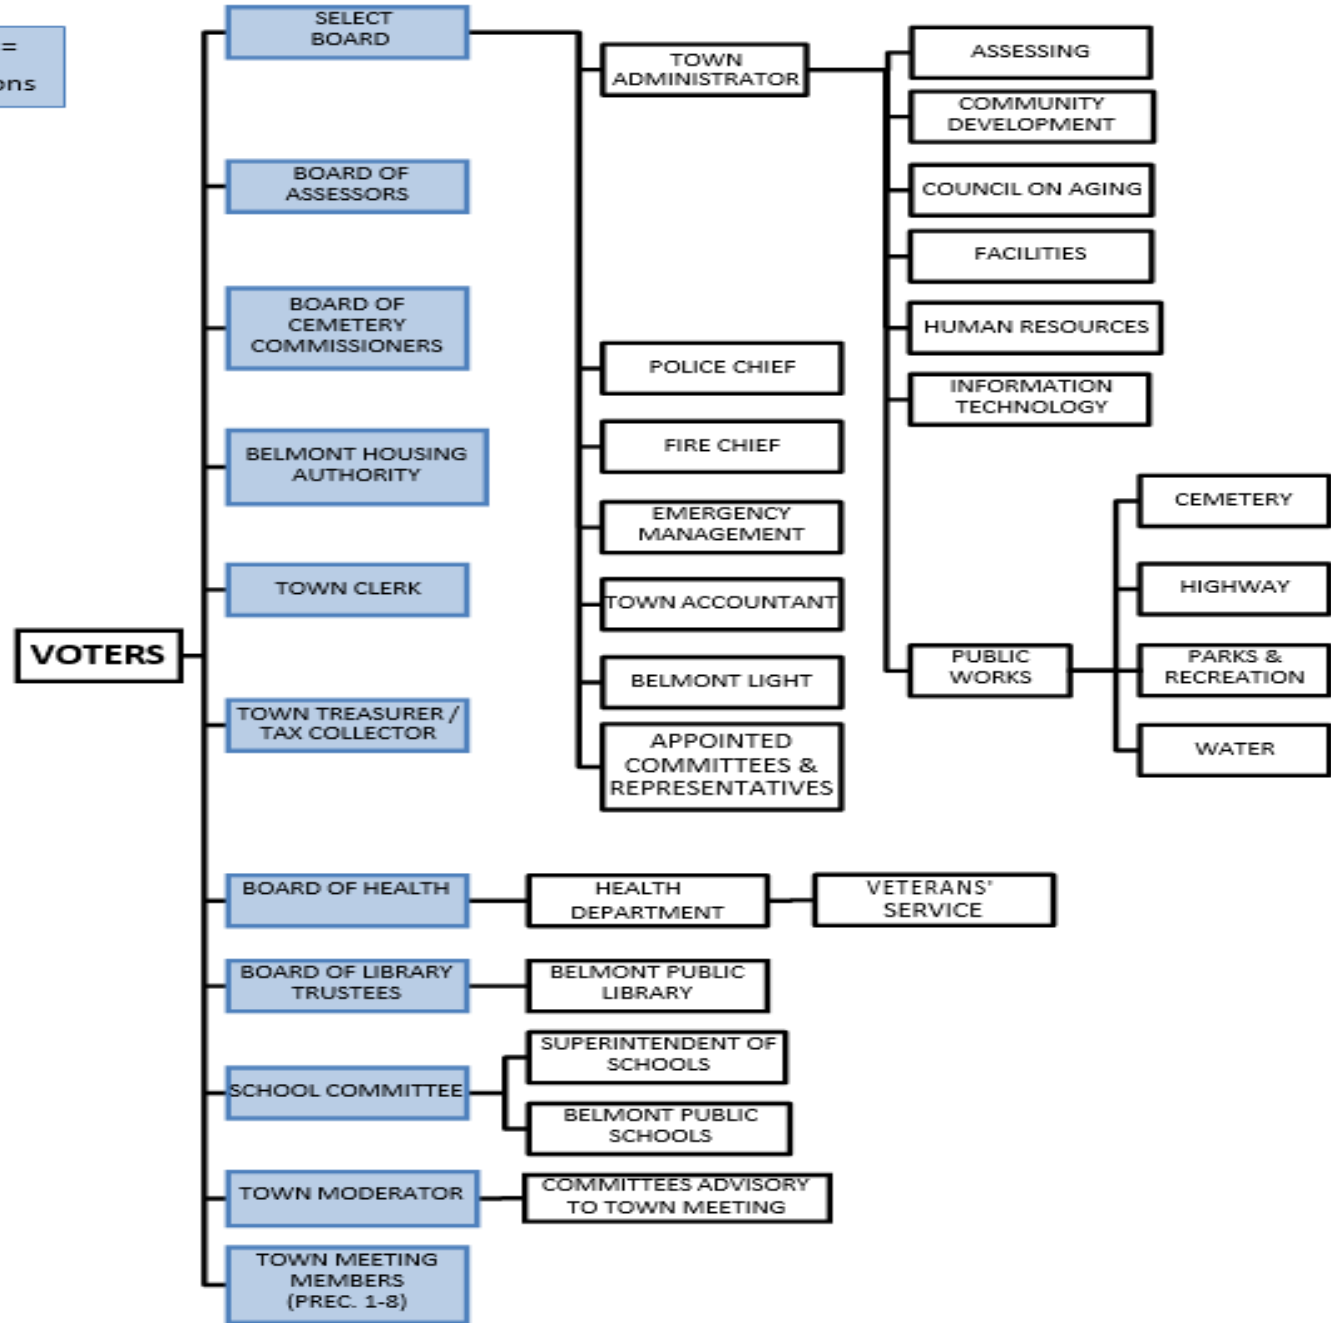 =
ons
SELECT
BOARD
TOWN
ADMINISTRATOR
ASSESSING
COMMUNITY
DEVELOPMENT
COUNCIL ON AGING
FACILITIES
HUMAN RESOURCES
INFORMATION
TECHNOLOGY
BOARD OF
ASSESSORS
BOARD OF
CEMETERY
COMMISSIONERS
POLICE CHIEF
FIRE CHIEF
EMERGENCY
MANAGEMENT
TOWN ACCOUNTANT
BELMONT LIGHT
APPOINTED
COMMITTEES &
REPRESENTATIVES
BELMONT HOUSING
AUTHORITY
TOWN CLERK
VOTERS
TOWN TREASURER /
TAX COLLECTOR
PUBLIC
WORKS
CEMETERY
HIGHWAY
PARKS &
RECREATION
WATER
BOARD OF HEALTH
HEALTH
DEPARTMENT
VETERANS'
SERVICE
BOARD OF LIBRARY
TRUSTEES
BELMONT PUBLIC
LIBRARY
SCHOOL COMMITTEE
SUPERINTENDENT OF
SCHOOLS
BELMONT PUBLIC
SCHOOLS
TOWN MODERATOR
COMMITTEES ADVISORY
TO TOWN MEETING
TOWN MEETING
MEMBERS
(PREC. 1-8)